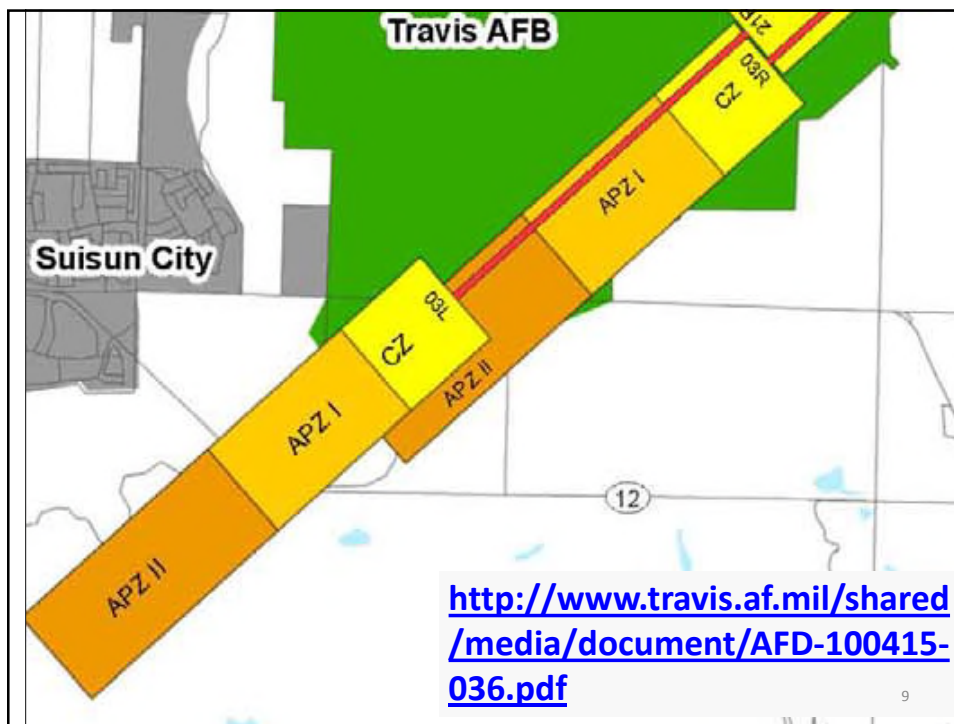 Travis AFB
21R
03R
CZ
APZ I
Suisun City
03L
CZ
APZ II
APZ I
12
APZ II
http://www.travis.af.mil/shared
/media/document/AFD-100415-
036.pdf
9